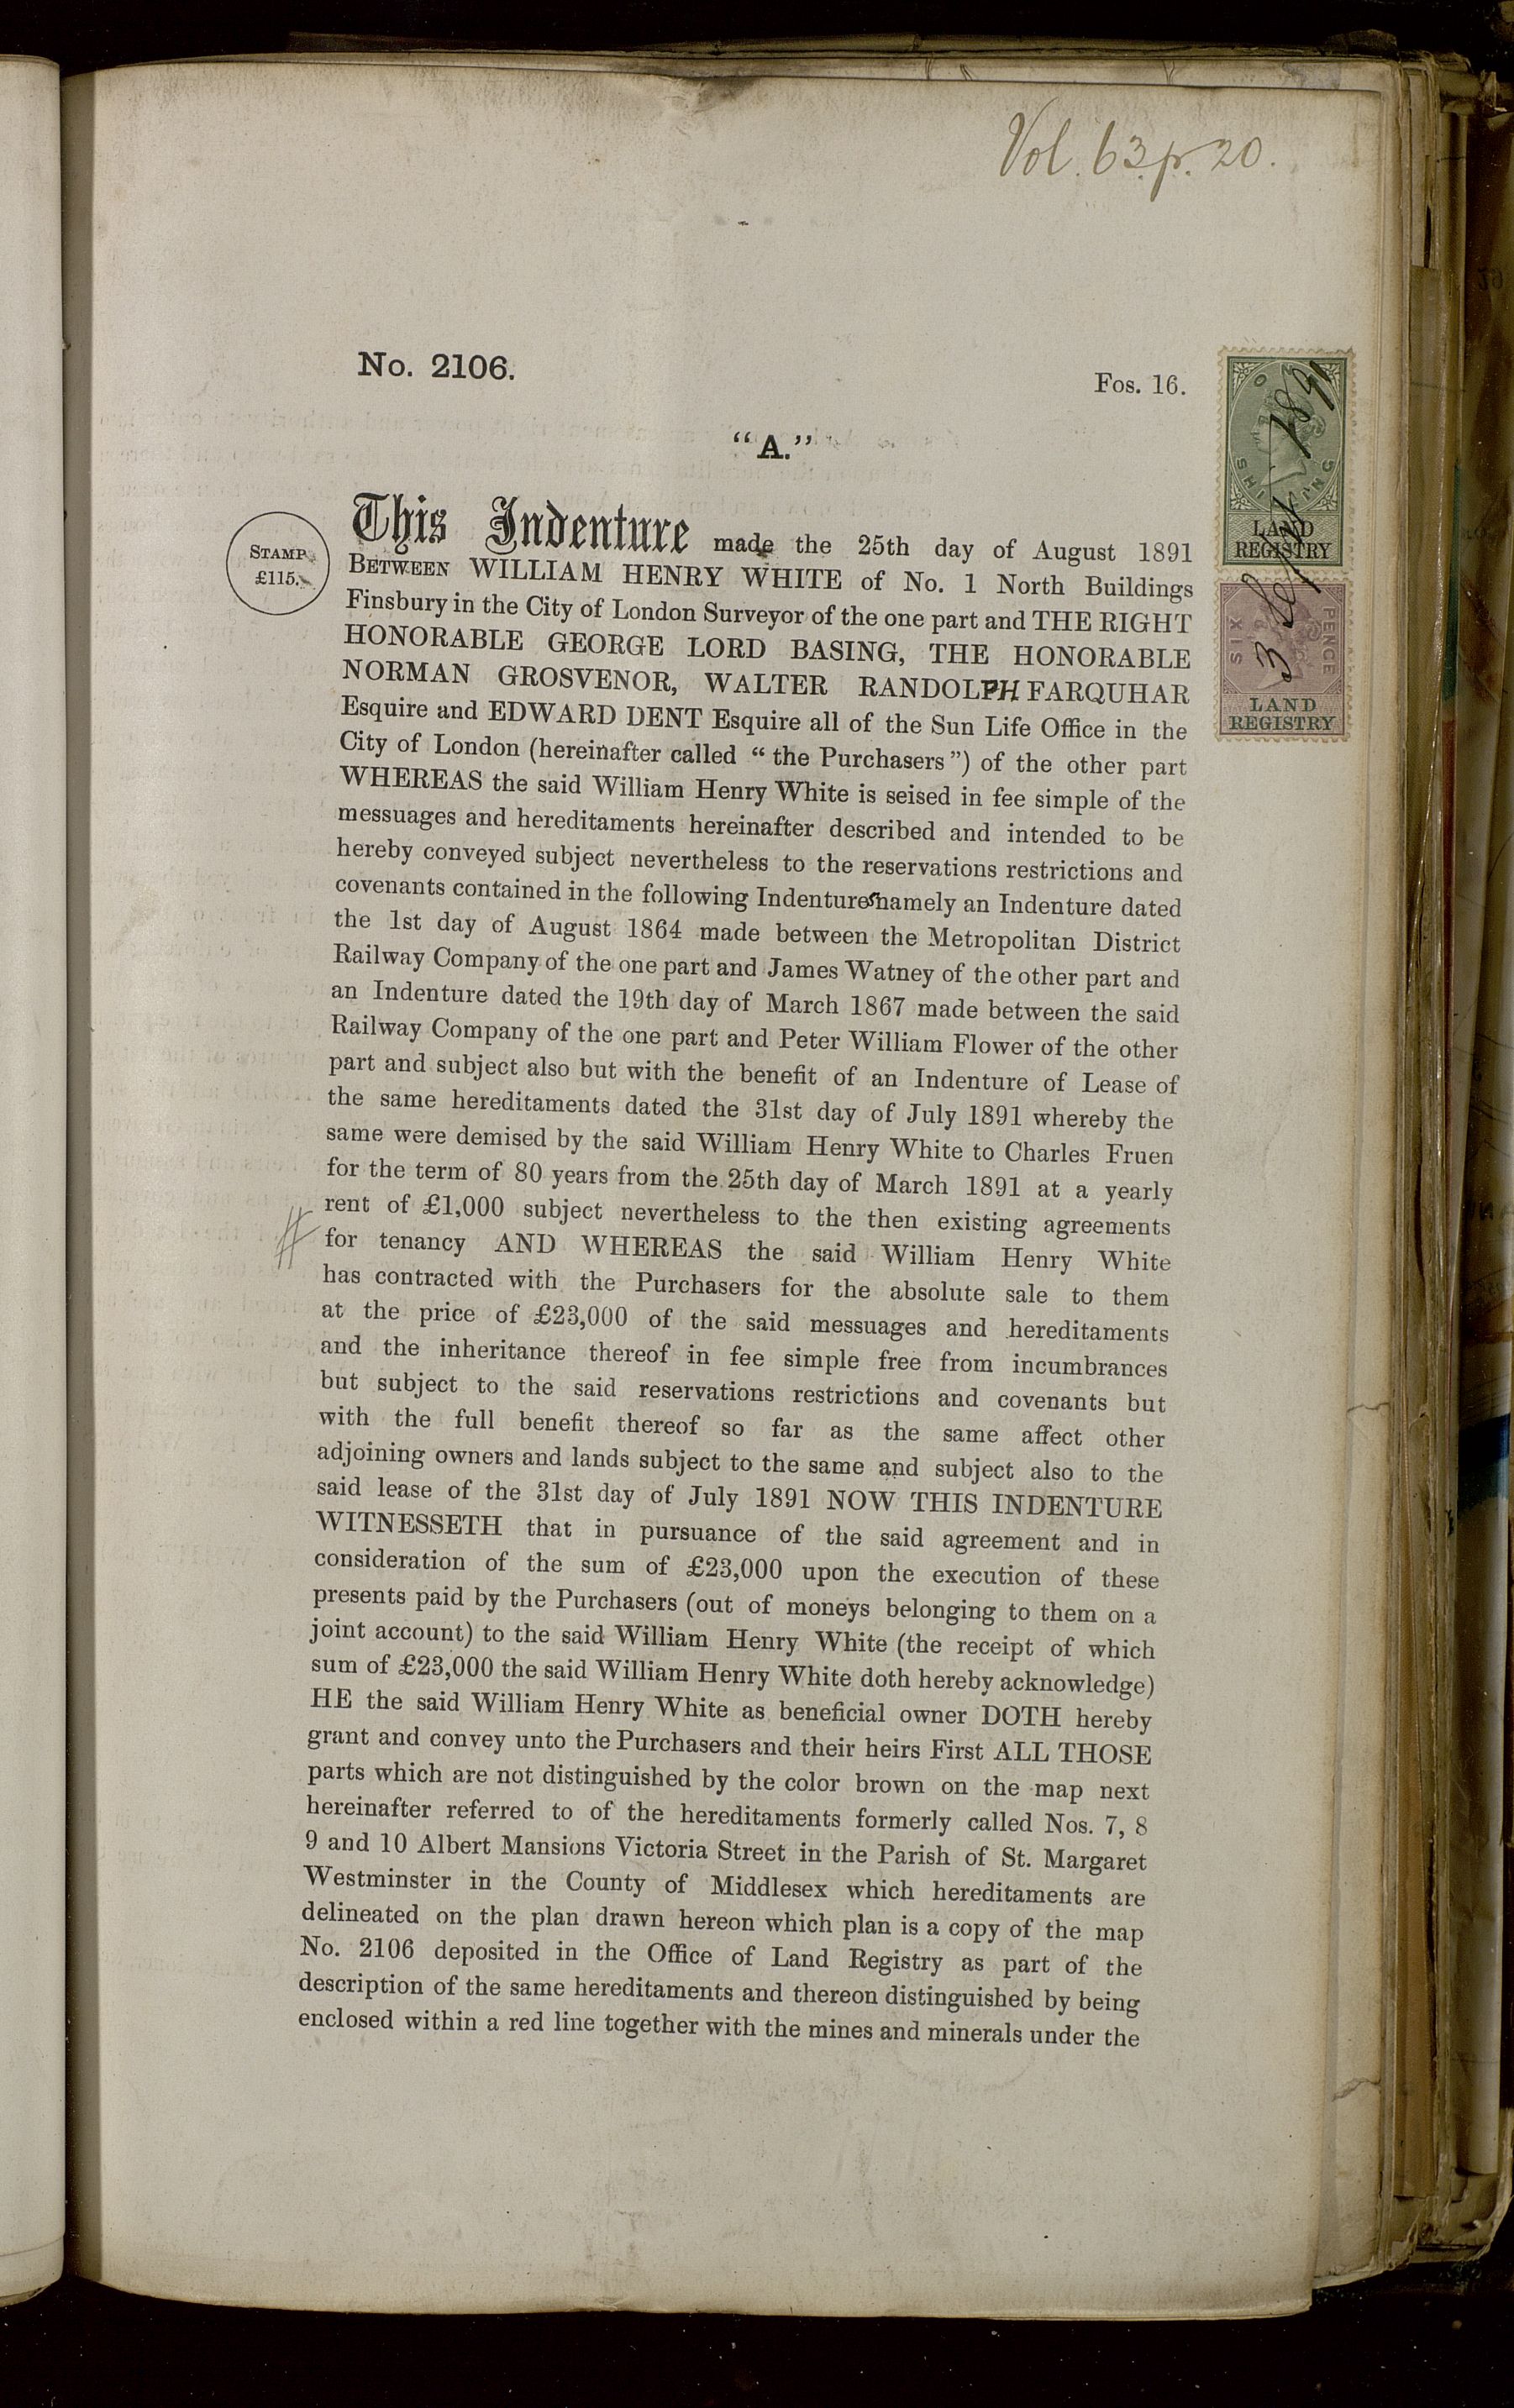 Vol. 63. p. 20.
No. 2106.
Fos. 16.
"A."
STAMP
£115.
This Indenture made the 25th day of August 1891
BETWEEN WILLIAM HENRY WHITE of No. 1 North Buildings
Finsbury in the City of London Surveyor of the one part and THE RIGHT
HONORABLE GEORGE LORD BASING, THE HONORABLE
NORMAN GROSVENOR, WALTER RANDOLPH FARQUHAR
Esquire and EDWARD DENT Esquire all of the Sun Life Office in the
City of London (hereinafter called "the Purchasers") of the other part
WHEREAS the said William Henry White is seised in fee simple of the
messuages and hereditaments hereinafter described and intended to be
hereby conveyed subject nevertheless to the reservations restrictions and
covenants contained in the following Indentures namely an Indenture dated
the 1st day of August 1864 made between the Metropolitan District
Railway Company of the one part and James Watney of the other part and
an Indenture dated the 19th day of March 1867 made between the said
Railway Company of the one part and Peter William Flower of the other
part and subject also but with the benefit of an Indenture of Lease of
the same hereditaments dated the 31st day of July 1891 whereby the
same were demised by the said William Henry White to Charles Fruen
for the term of 80 years from the 25th day of March 1891 at a yearly
rent of £1,000 subject nevertheless to the then existing agreements
for tenancy AND WHEREAS the said William Henry White
has contracted with the Purchasers for the absolute sale to them
at the price of £23,000 of the said messuages and hereditaments
and the inheritance thereof in fee simple free from incumbrances
but subject to the said reservations restrictions and covenants but
with the full benefit thereof so far as the same affect other
adjoining owners and lands subject to the same and subject also to the
said lease of the 31st day of July 1891 NOW THIS INDENTURE
WITNESSETH that in pursuance of the said agreement and in
consideration of the sum of £23,000 upon the execution of these
presents paid by the Purchasers (out of moneys belonging to them on a
joint account) to the said William Henry White (the receipt of which
sum of £23,000 the said William Henry White doth hereby acknowledge)
HE the said William Henry White as beneficial owner DOTH hereby
grant and convey unto the Purchasers and their heirs First ALL THOSE
parts which are not distinguished by the color brown on the map next
hereinafter referred to of the hereditaments formerly called Nos. 7, 8
9 and 10 Albert Mansions Victoria Street in the Parish of St. Margaret
Westminster in the County of Middlesex which hereditaments are
delineated on the plan drawn hereon which plan is a copy of the map
No. 2106 deposited in the Office of Land Registry as part of the
description of the same hereditaments and thereon distinguished by being
enclosed within a red line together with the mines and minerals under the
LAND
REGISTRY
SIX PENCE
LAND
REGISTRY
3 Sept 1891